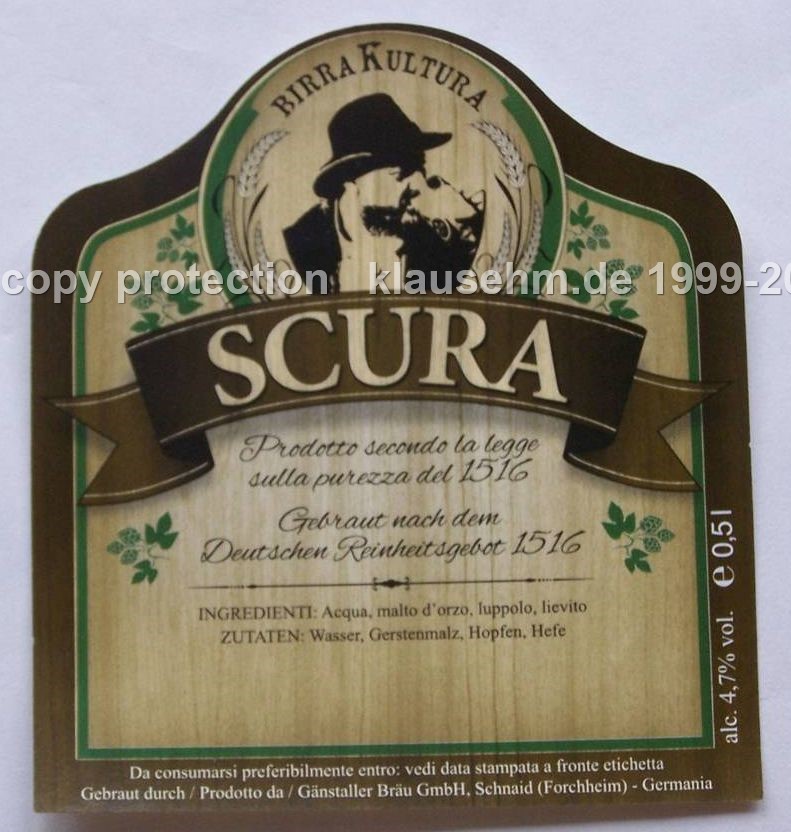 BIRRA KULTURA
copy protection klausehm.de 1999-20
SCURA
Prodotto secondo la legge
sulla purezza del 1516
Gebraut nach dem
Deutschen Reinheitsgebot 1516
INGREDIENTI: Acqua, malto d'orzo, luppolo, lievito
ZUTATEN: Wasser, Gerstenmalz, Hopfen, Hefe
alc. 4,7% vol. ℮ 0,5 l
Da consumarsi preferibilmente entro: vedi data stampata a fronte etichetta
Gebraut durch / Prodotto da / Gänstaller Bräu GmbH, Schnaid (Forchheim) - Germania